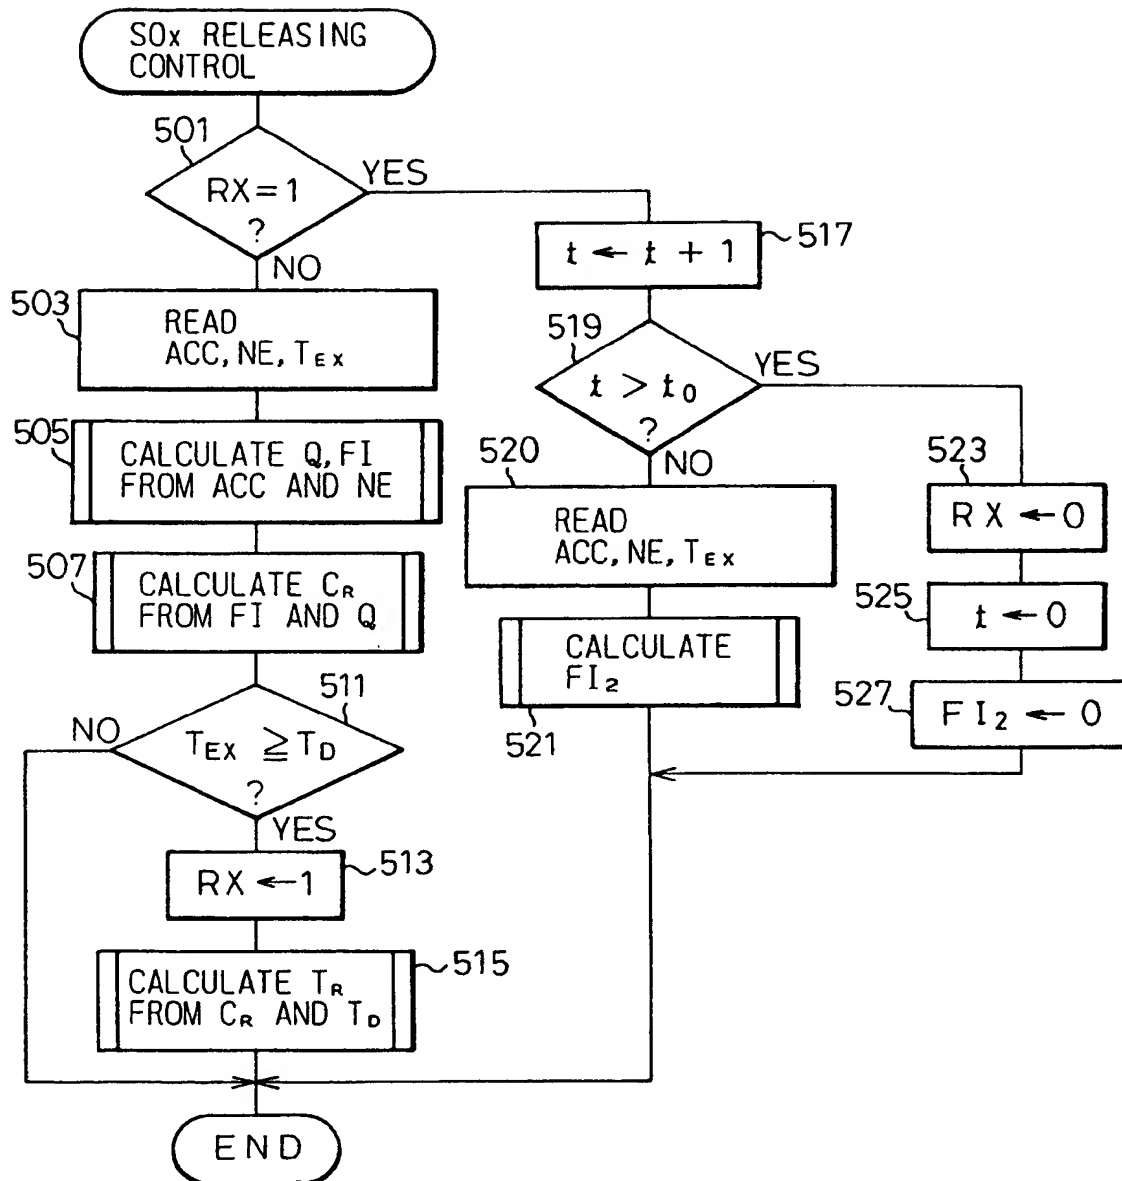 SOx RELEASING
CONTROL
501
RX=1
?
YES
NO
503
READ
ACC, NE, TEX
505
CALCULATE Q, FI
FROM ACC AND NE
507
CALCULATE CR
FROM FI AND Q
511
NO
TEX ≧ TD
?
YES
RX ← 1
513
CALCULATE TR
FROM CR AND TD
515
END
t ← t + 1
517
519
t > t0
?
YES
NO
520
READ
ACC, NE, TEX
CALCULATE
FI2
521
523
RX ← 0
525
t ← 0
527
FI2 ← 0